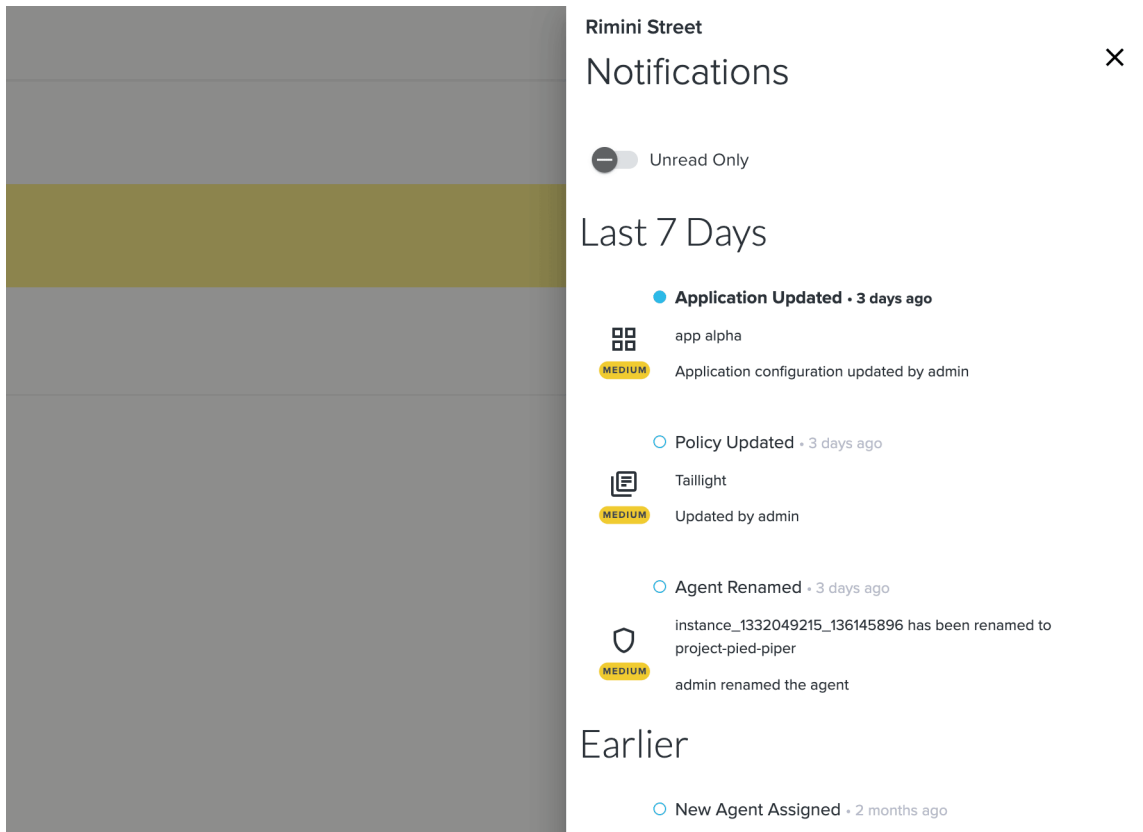 Rimini Street
Notifications
Unread Only
Last 7 Days
Application Updated • 3 days ago
app alpha
MEDIUM
Application configuration updated by admin
Policy Updated • 3 days ago
Taillight
MEDIUM
Updated by admin
Agent Renamed • 3 days ago
instance_1332049215_136145896 has been renamed to
project-pied-piper
MEDIUM
admin renamed the agent
Earlier
New Agent Assigned • 2 months ago